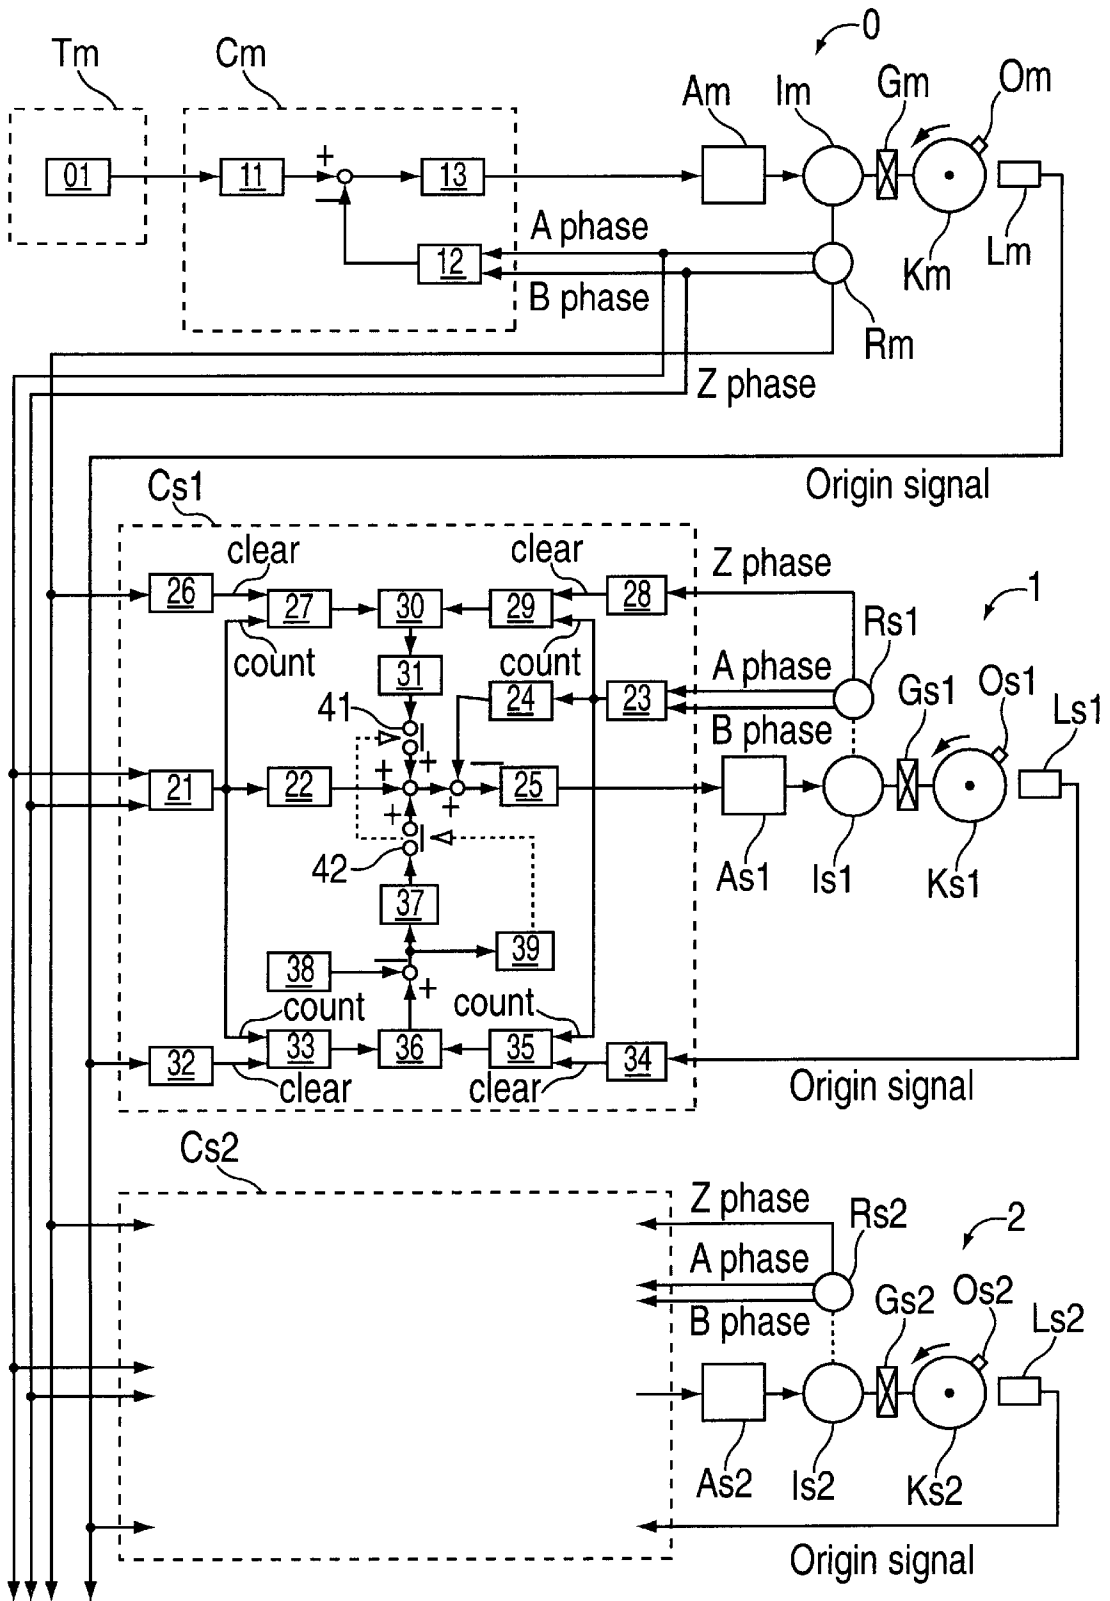 0
Tm
Cm
Am
Im
Gm
Om
01
11
+
13
Lm
Km
A phase
12
B phase
Rm
Z phase
Origin signal
Cs1
clear
clear
Z phase
1
26
27
30
29
28
Rs1
count
count
31
A phase
Gs1
Os1
Ls1
24
23
41
B phase
+
+
21
22
25
+
+
42
As1
Is1
Ks1
37
39
38
+
count
count
33
36
35
34
32
clear
clear
Origin signal
Cs2
Z phase
Rs2
2
A phase
Gs2
Os2
Ls2
B phase
As2
Is2
Ks2
Origin signal